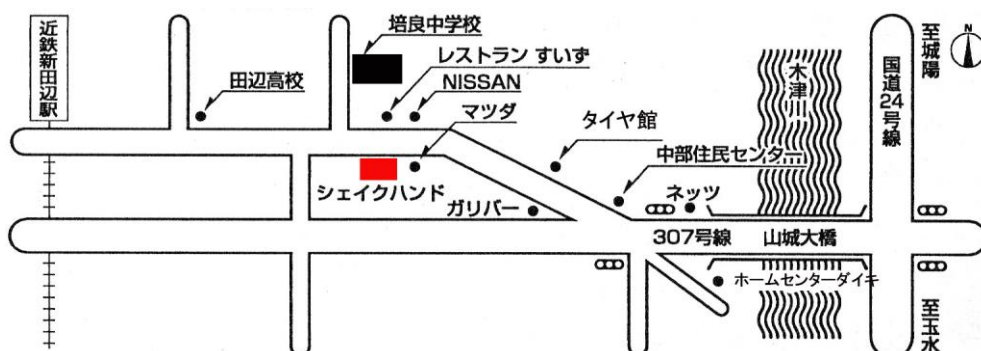 近鉄新田辺駅
田辺高校
培良中学校
レストラン すいず
NISSAN
マツダ
シェイクハンド
ガリバー
タイヤ館
中部住民センター
ネッツ
307号線
山城大橋
木津川
ホームセンターダイキ
国道24号線
至城陽
N
至玉水